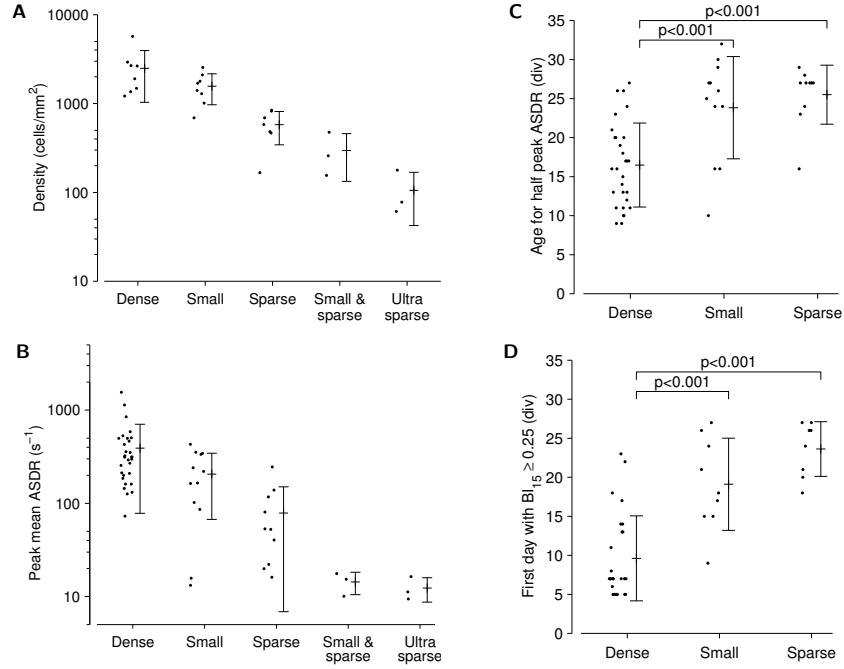 A
Density (cells/mm²)
10000
1000
100
10
Dense Small Sparse Small & sparse Ultra sparse
B
Peak mean ASDR (s⁻¹)
1000
100
10
Dense Small Sparse Small & sparse Ultra sparse
C
Age for half peak ASDR (div)
35
30
25
20
15
10
5
0
p<0.001
p<0.001
Dense Small Sparse
D
First day with BI₁₅ ≥ 0.25 (div)
35
30
25
20
15
10
5
0
p<0.001
p<0.001
Dense Small Sparse